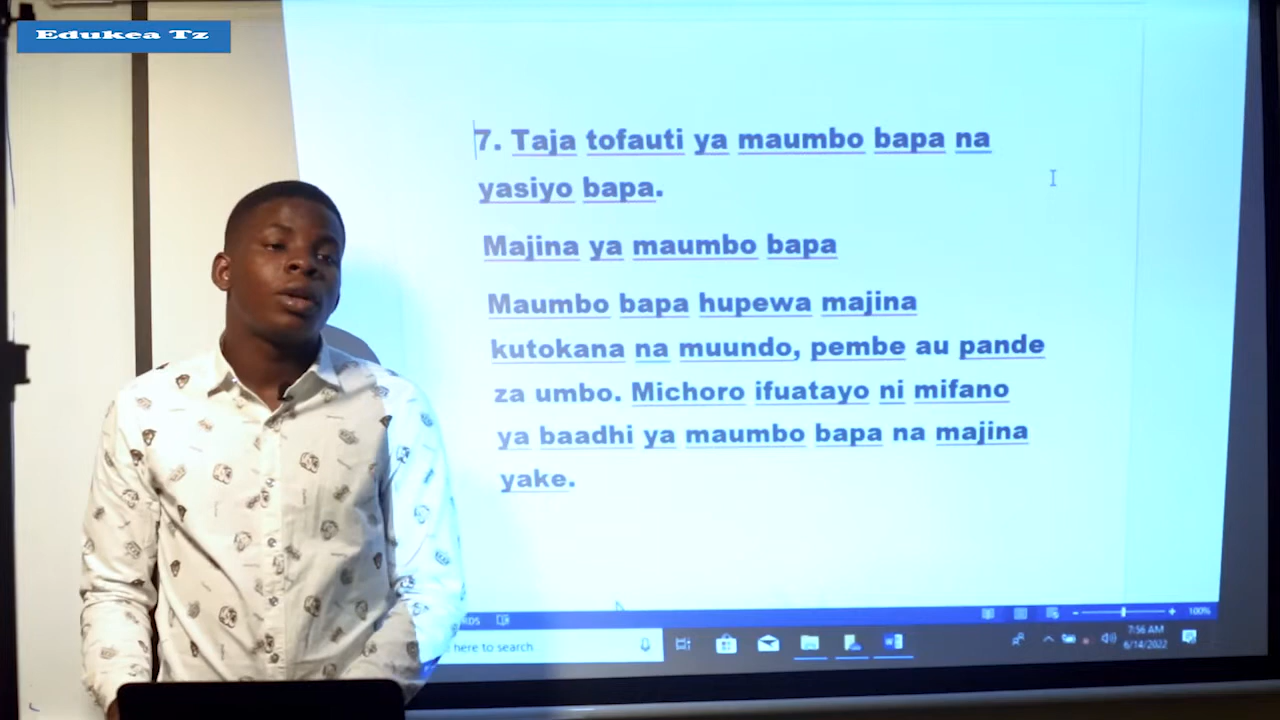 Edukea Tz
7. Taja tofauti ya maumbo bapa na
yasiyo bapa.
Majina ya maumbo bapa
Maumbo bapa hupewa majina
kutokana na muundo, pembe au pande
za umbo. Michoro ifuatayo ni mifano
ya baadhi ya maumbo bapa na majina
yake.
RDS
100%
here to search
7:56 AM
6/14/2022